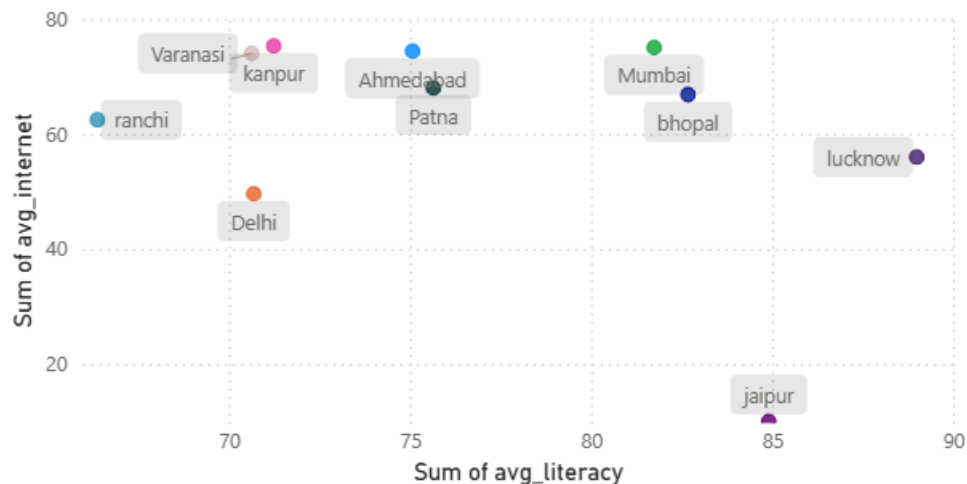 Sum of avg_internet
80
60
40
20
Varanasi
kanpur
Ahmedabad
Mumbai
Patna
bhopal
ranchi
lucknow
Delhi
jaipur
70
75
80
85
90
Sum of avg_literacy